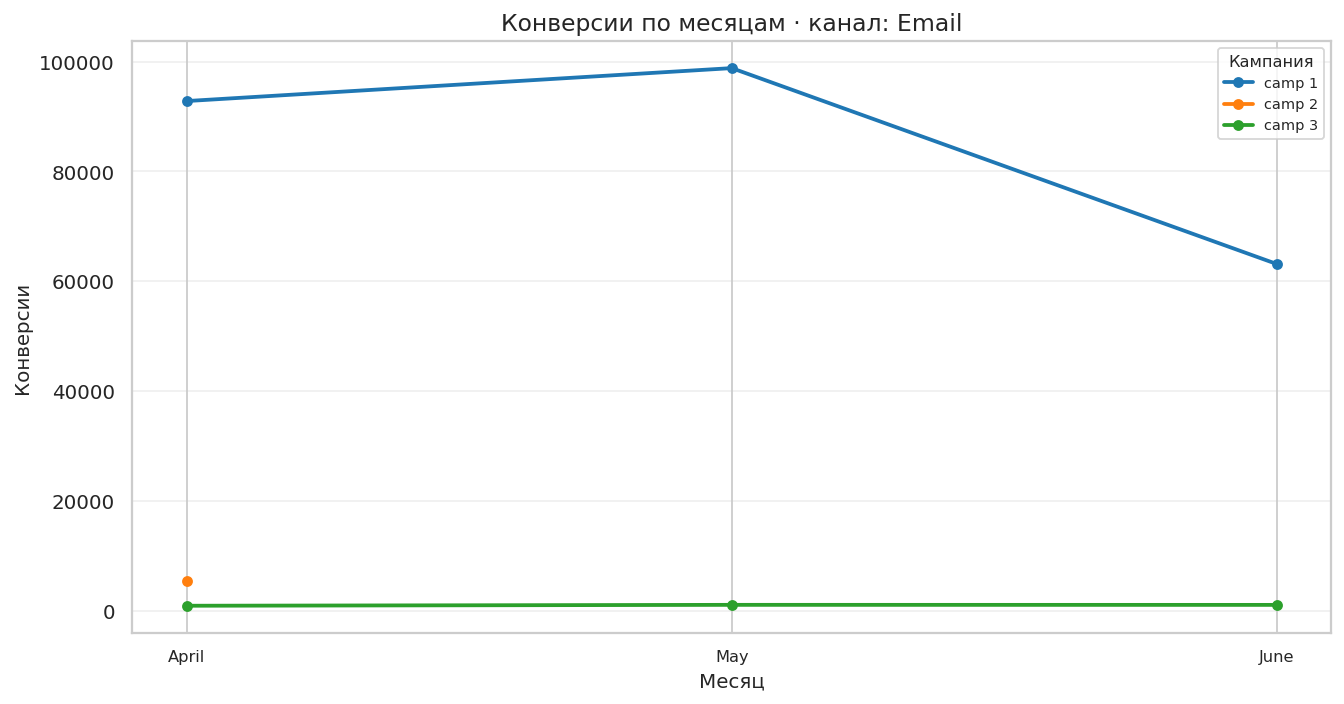 Конверсии по месяцам · канал: Email
Кампания
camp 1
camp 2
camp 3
Конверсии
100000
80000
60000
40000
20000
0
April May June
Месяц